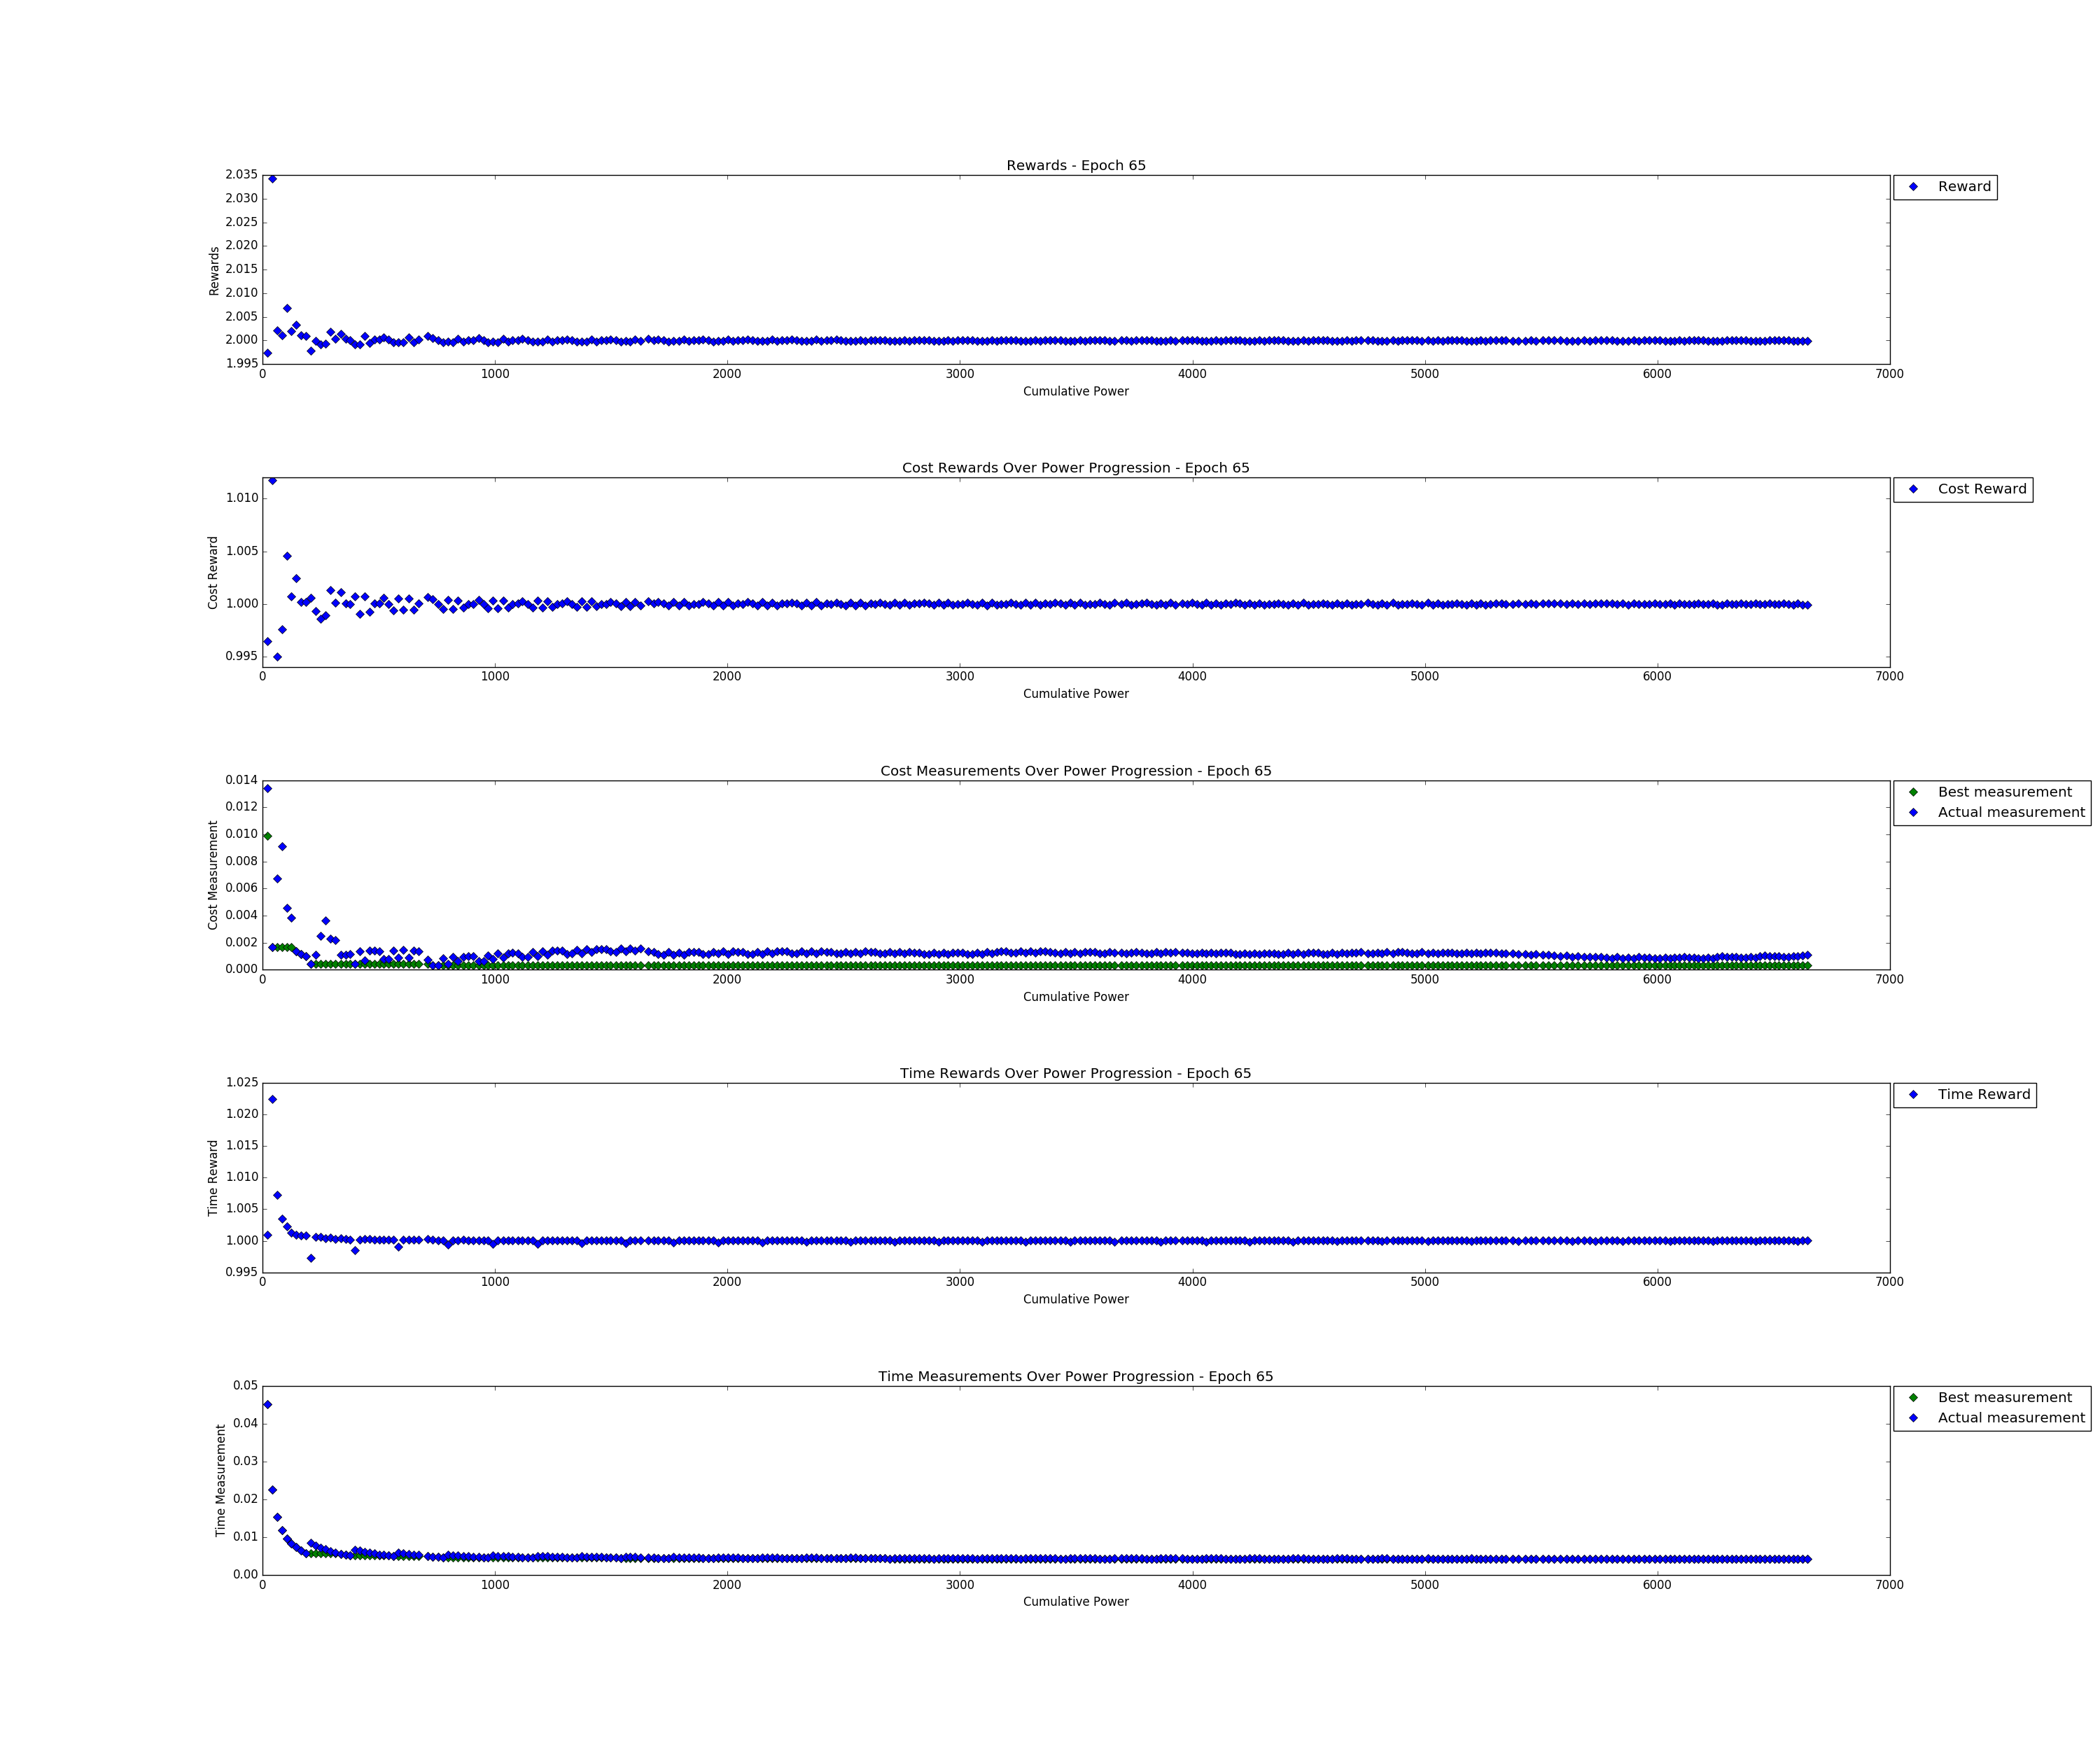 Rewards - Epoch 65
2.035
2.030
2.025
2.020
2.015
2.010
2.005
2.000
1.995
Rewards
0 1000 2000 3000 4000 5000 6000 7000
Cumulative Power
Reward
Cost Rewards Over Power Progression - Epoch 65
1.010
1.005
1.000
0.995
Cost Reward
0 1000 2000 3000 4000 5000 6000 7000
Cumulative Power
Cost Reward
Cost Measurements Over Power Progression - Epoch 65
0.014
0.012
0.010
0.008
0.006
0.004
0.002
0.000
Cost Measurement
0 1000 2000 3000 4000 5000 6000 7000
Cumulative Power
Best measurement
Actual measurement
Time Rewards Over Power Progression - Epoch 65
1.025
1.020
1.015
1.010
1.005
1.000
0.995
Time Reward
0 1000 2000 3000 4000 5000 6000 7000
Cumulative Power
Time Reward
Time Measurements Over Power Progression - Epoch 65
0.05
0.04
0.03
0.02
0.01
0.00
Time Measurement
0 1000 2000 3000 4000 5000 6000 7000
Cumulative Power
Best measurement
Actual measurement